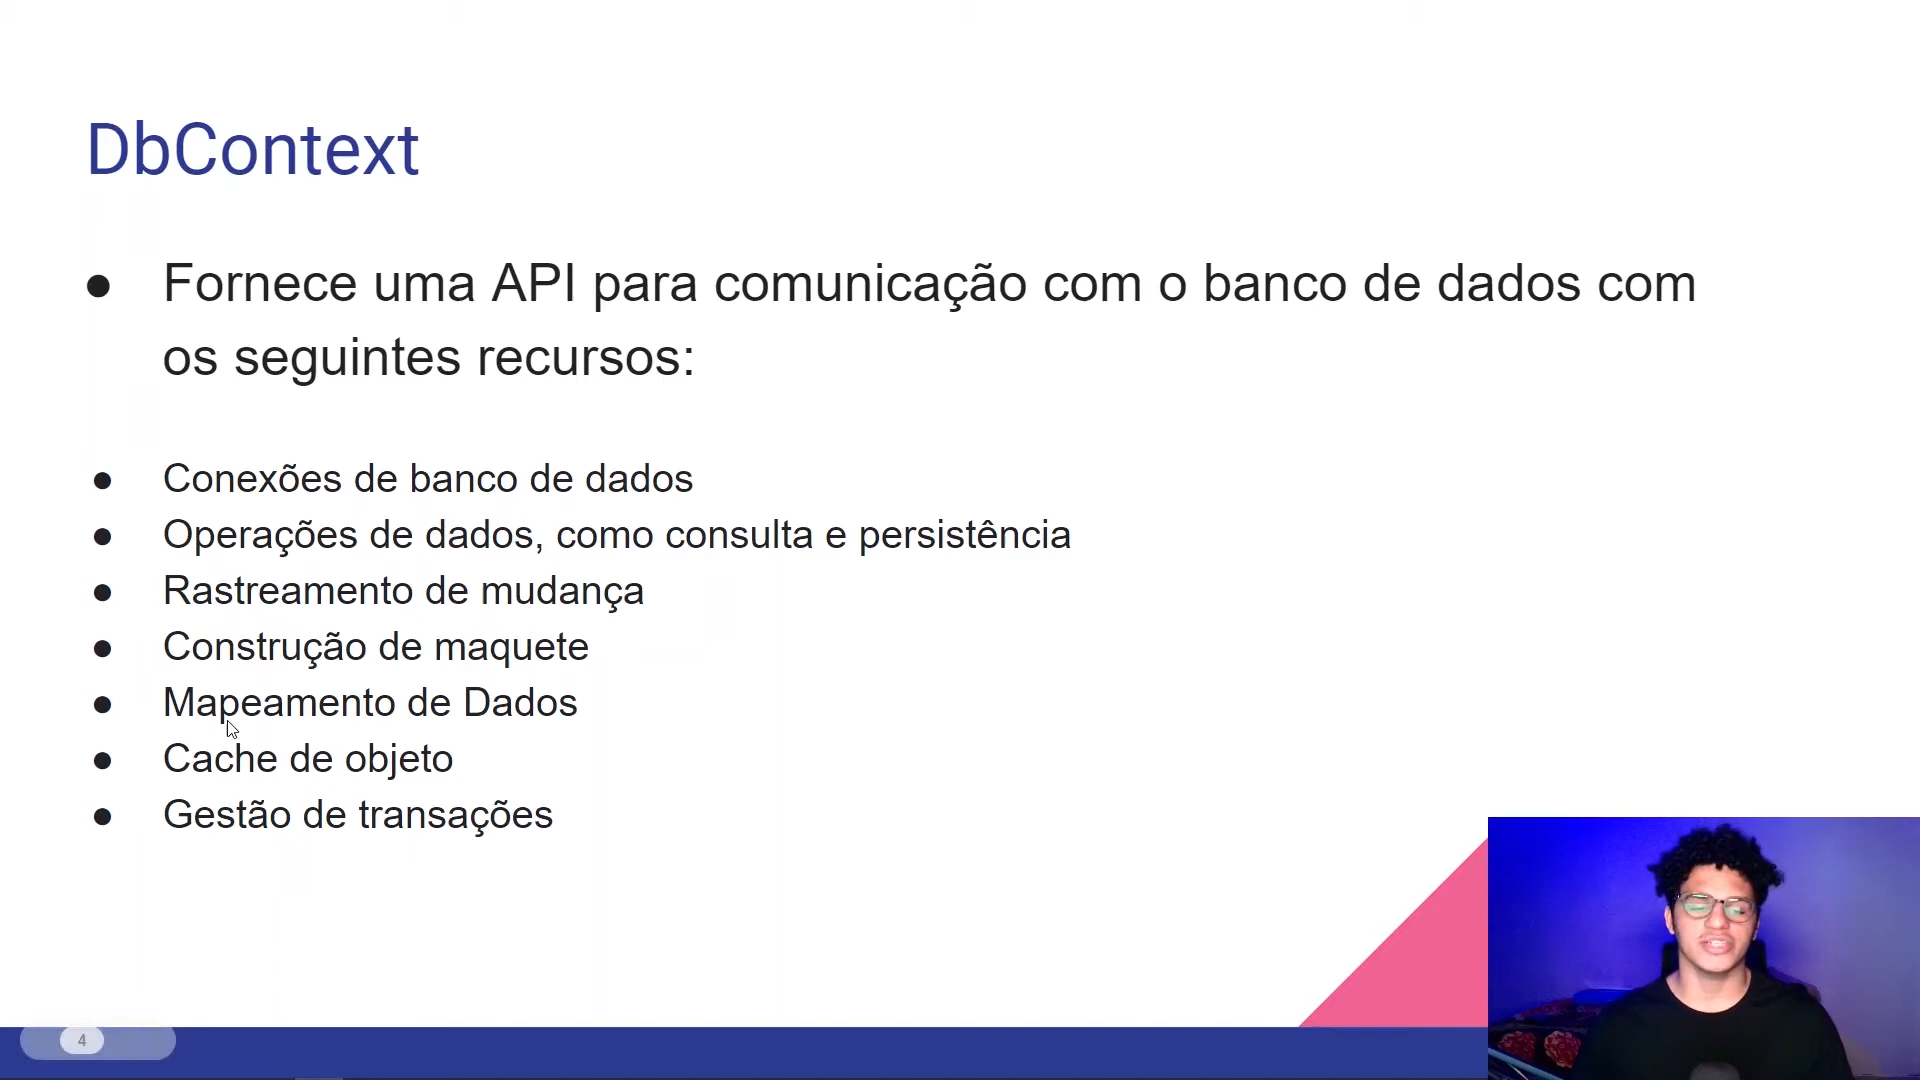 DbContext
● Fornece uma API para comunicação com o banco de dados com
os seguintes recursos:
● Conexões de banco de dados
● Operações de dados, como consulta e persistência
● Rastreamento de mudança
● Construção de maquete
● Mapeamento de Dados
● Cache de objeto
● Gestão de transações
4